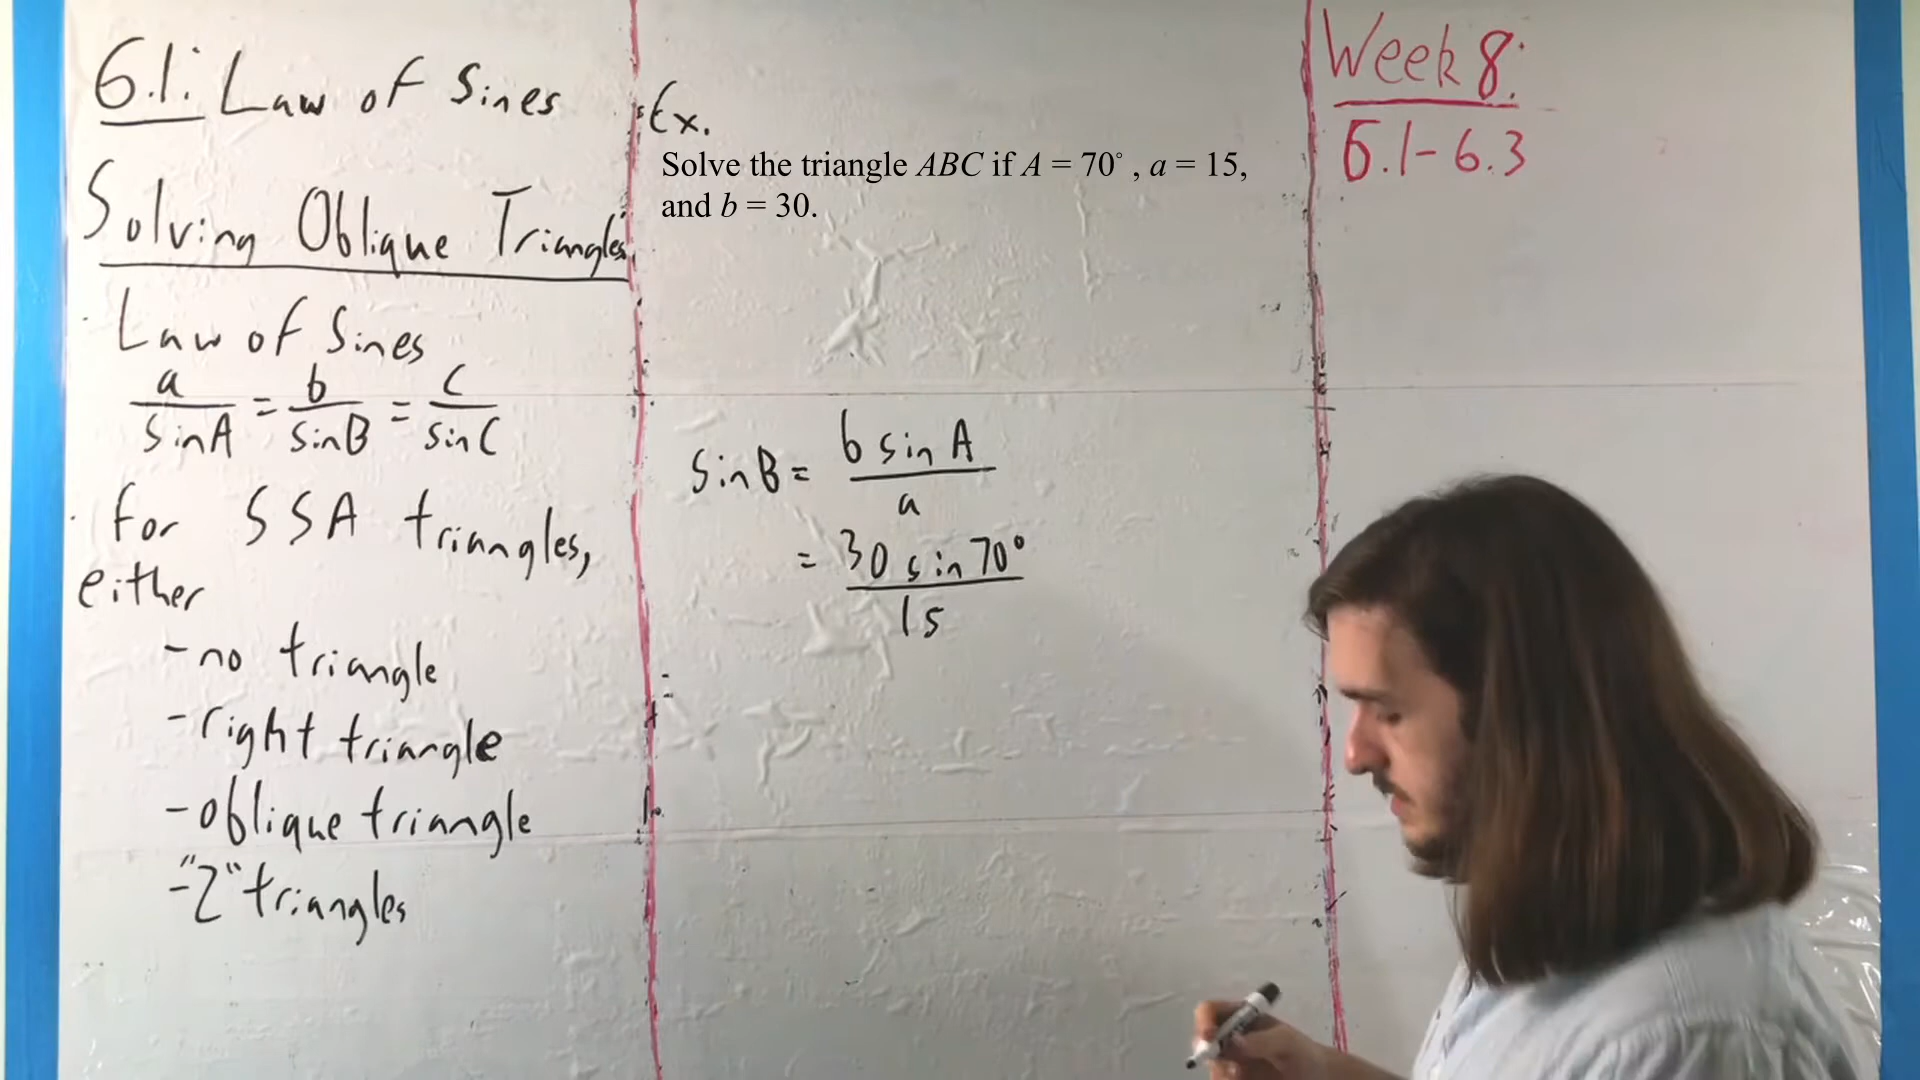 6.1: Law of Sines
Solving Oblique Triangles
· Law of Sines
a/sinA = b/sinB = c/sinC
· For SSA triangles,
either
- no triangle
- right triangle
- oblique triangle
- "2" triangles
Ex.
Solve the triangle ABC if A = 70°, a = 15,
and b = 30.
sinB = b sin A / a
= 30 sin 70° / 15
Week 8:
6.1-6.3